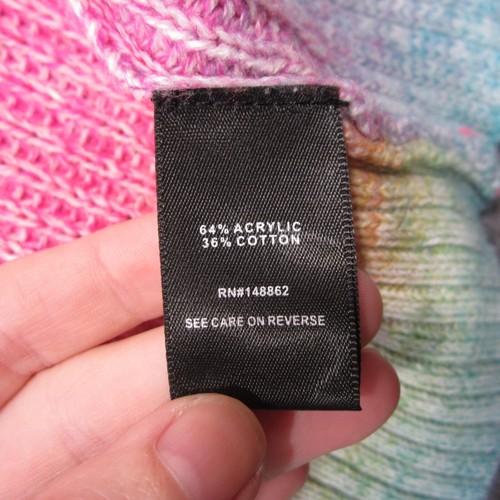 64% ACRYLIC
36% COTTON
RN#148862
SEE CARE ON REVERSE